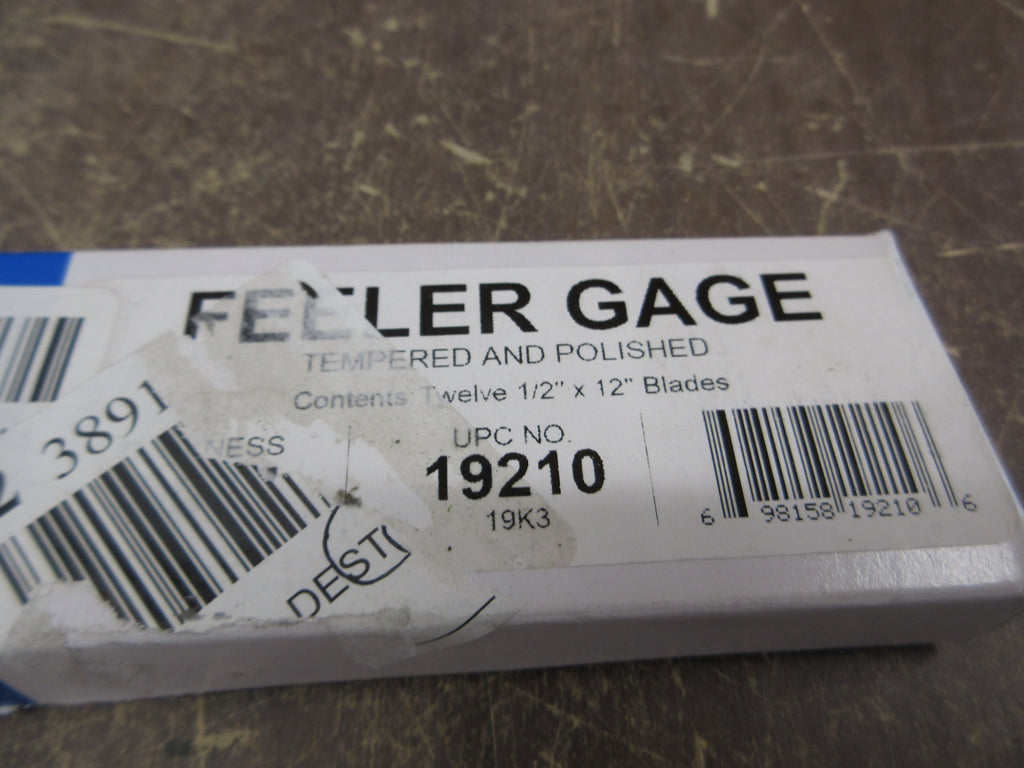 FEELER GAGE
TEMPERED AND POLISHED
Contents: Twelve 1/2" x 12" Blades
NESS
UPC NO.
19210
19K3
6 98158 19210 6
2 3891
DEST